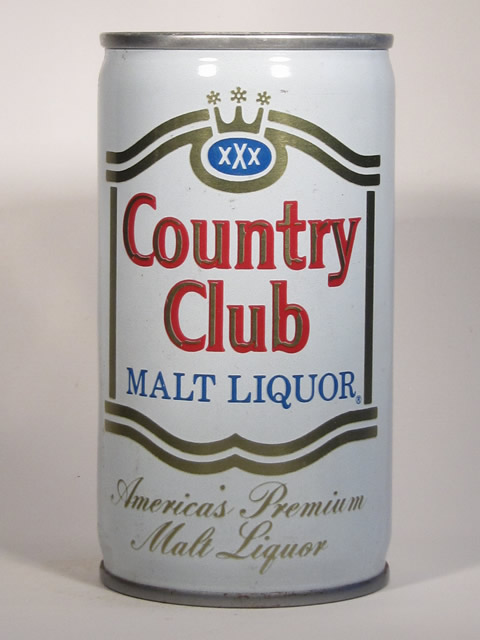 xXx
Country
Club
MALT LIQUOR®
America's Premium
Malt Liquor